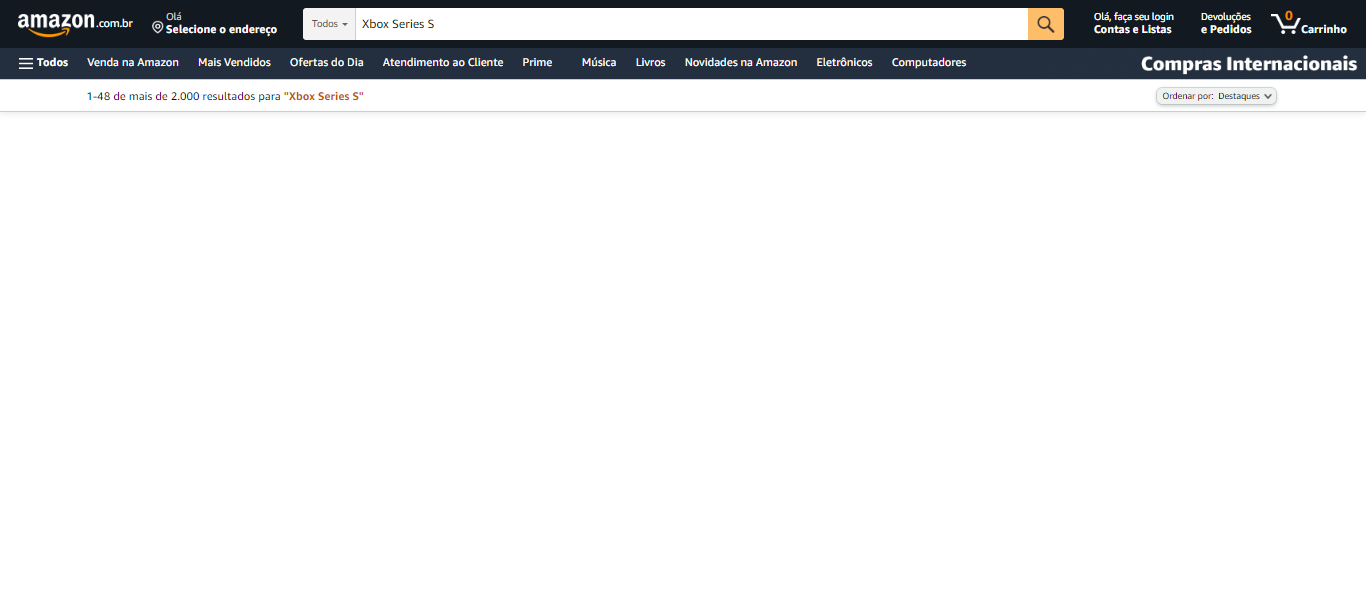 amazon.com.br
Olá
Selecione o endereço
Todos
Xbox Series S
Olá, faça seu login
Contas e Listas
Devoluções
e Pedidos
0
Carrinho
Todos
Venda na Amazon
Mais Vendidos
Ofertas do Dia
Atendimento ao Cliente
Prime
Música
Livros
Novidades na Amazon
Eletrônicos
Computadores
Compras Internacionais
1-48 de mais de 2.000 resultados para "Xbox Series S"
Ordenar por: Destaques